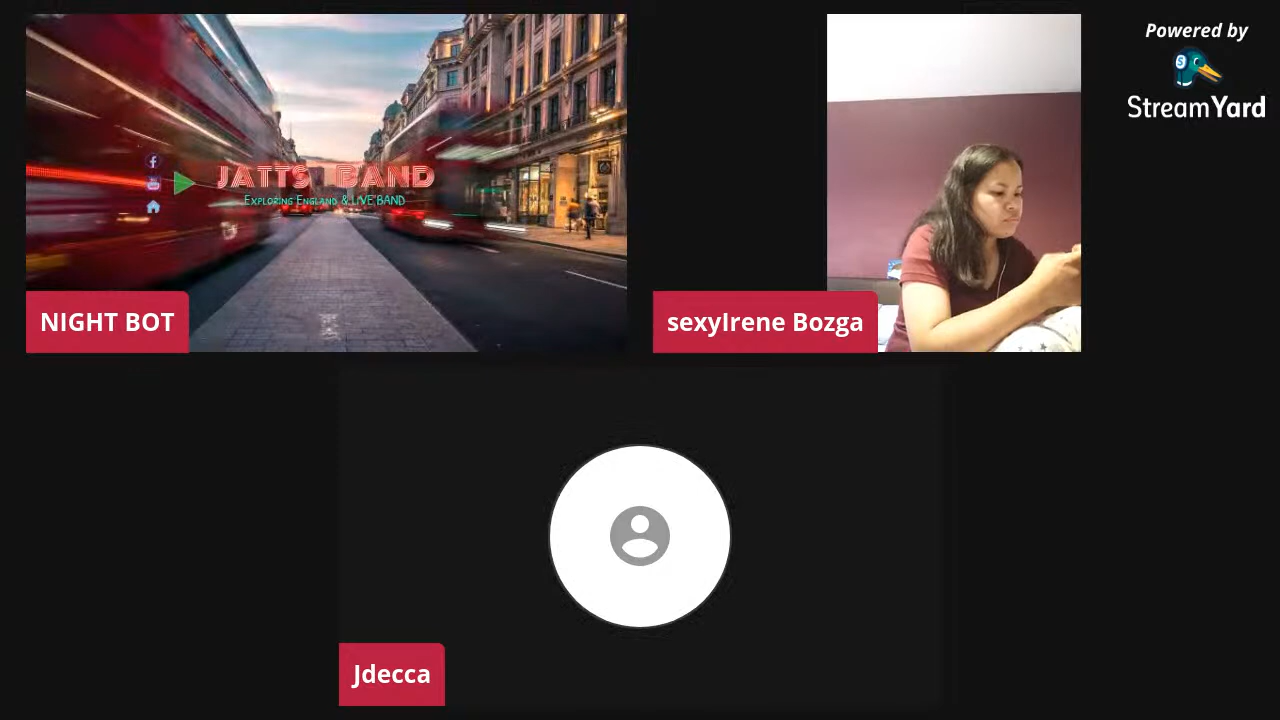 Powered by
StreamYard
JATTS BAND
Exploring England & Live Band
NIGHT BOT
sexyIrene Bozga
Jdecca